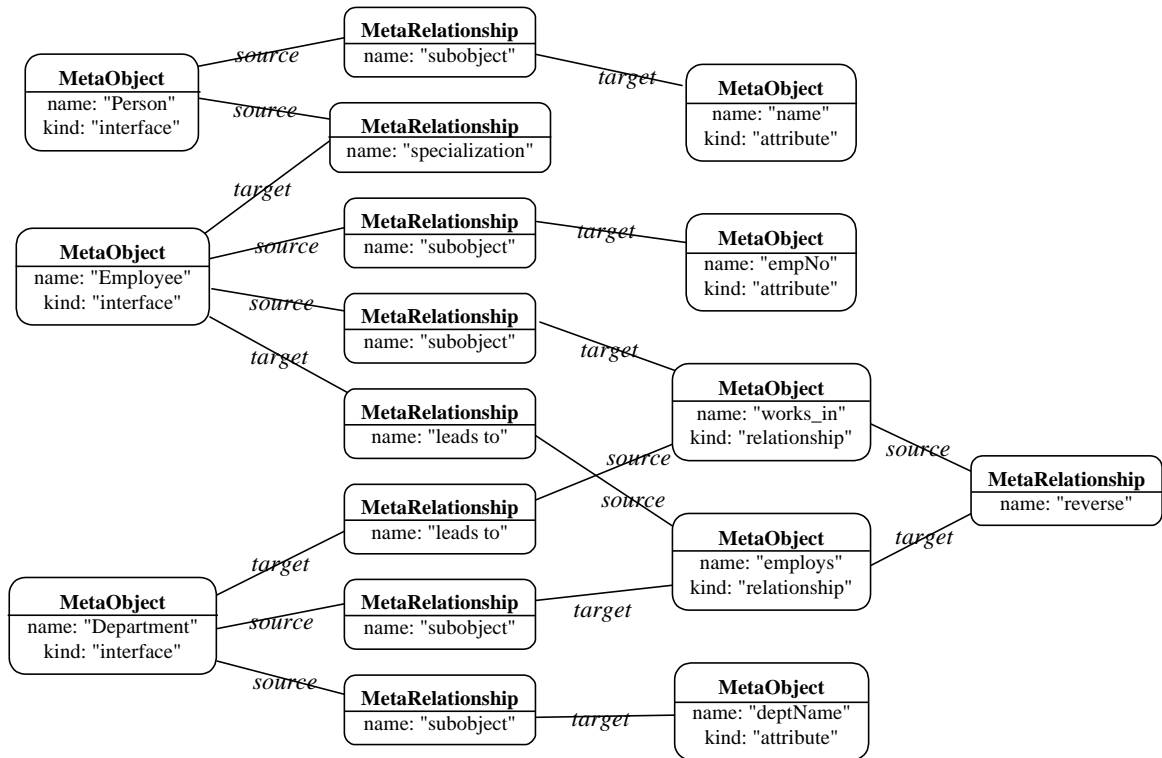 MetaRelationship
name: "subobject"
source
target
MetaObject
name: "Person"
kind: "interface"
MetaObject
name: "name"
kind: "attribute"
source
MetaRelationship
name: "specialization"
target
MetaRelationship
name: "subobject"
source
target
MetaObject
name: "Employee"
kind: "interface"
MetaObject
name: "empNo"
kind: "attribute"
source
MetaRelationship
name: "subobject"
target
target
MetaRelationship
name: "leads to"
MetaObject
name: "works_in"
kind: "relationship"
source
source
source
MetaRelationship
name: "reverse"
MetaRelationship
name: "leads to"
target
target
MetaObject
name: "employs"
kind: "relationship"
MetaObject
name: "Department"
kind: "interface"
source
MetaRelationship
name: "subobject"
target
source
MetaRelationship
name: "subobject"
target
MetaObject
name: "deptName"
kind: "attribute"